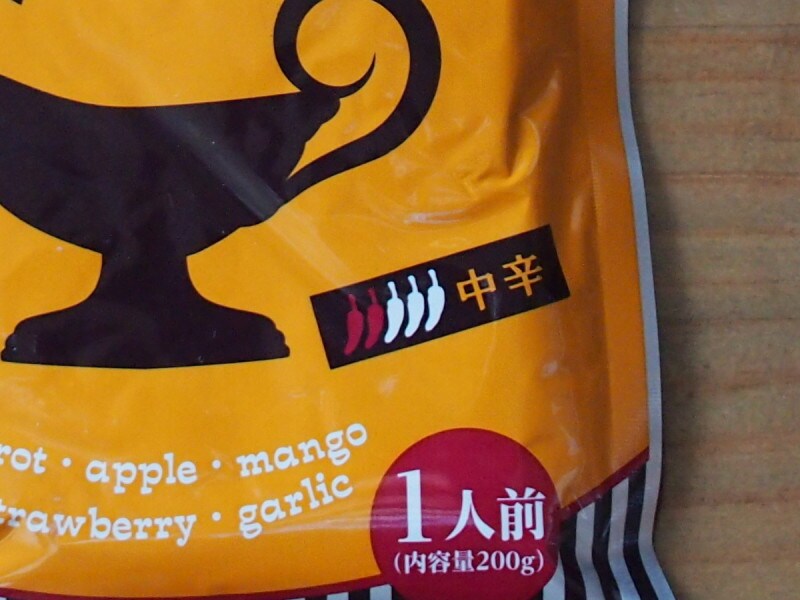 中辛
rot・apple・mango
trawberry・garlic
1人前
(内容量200g)